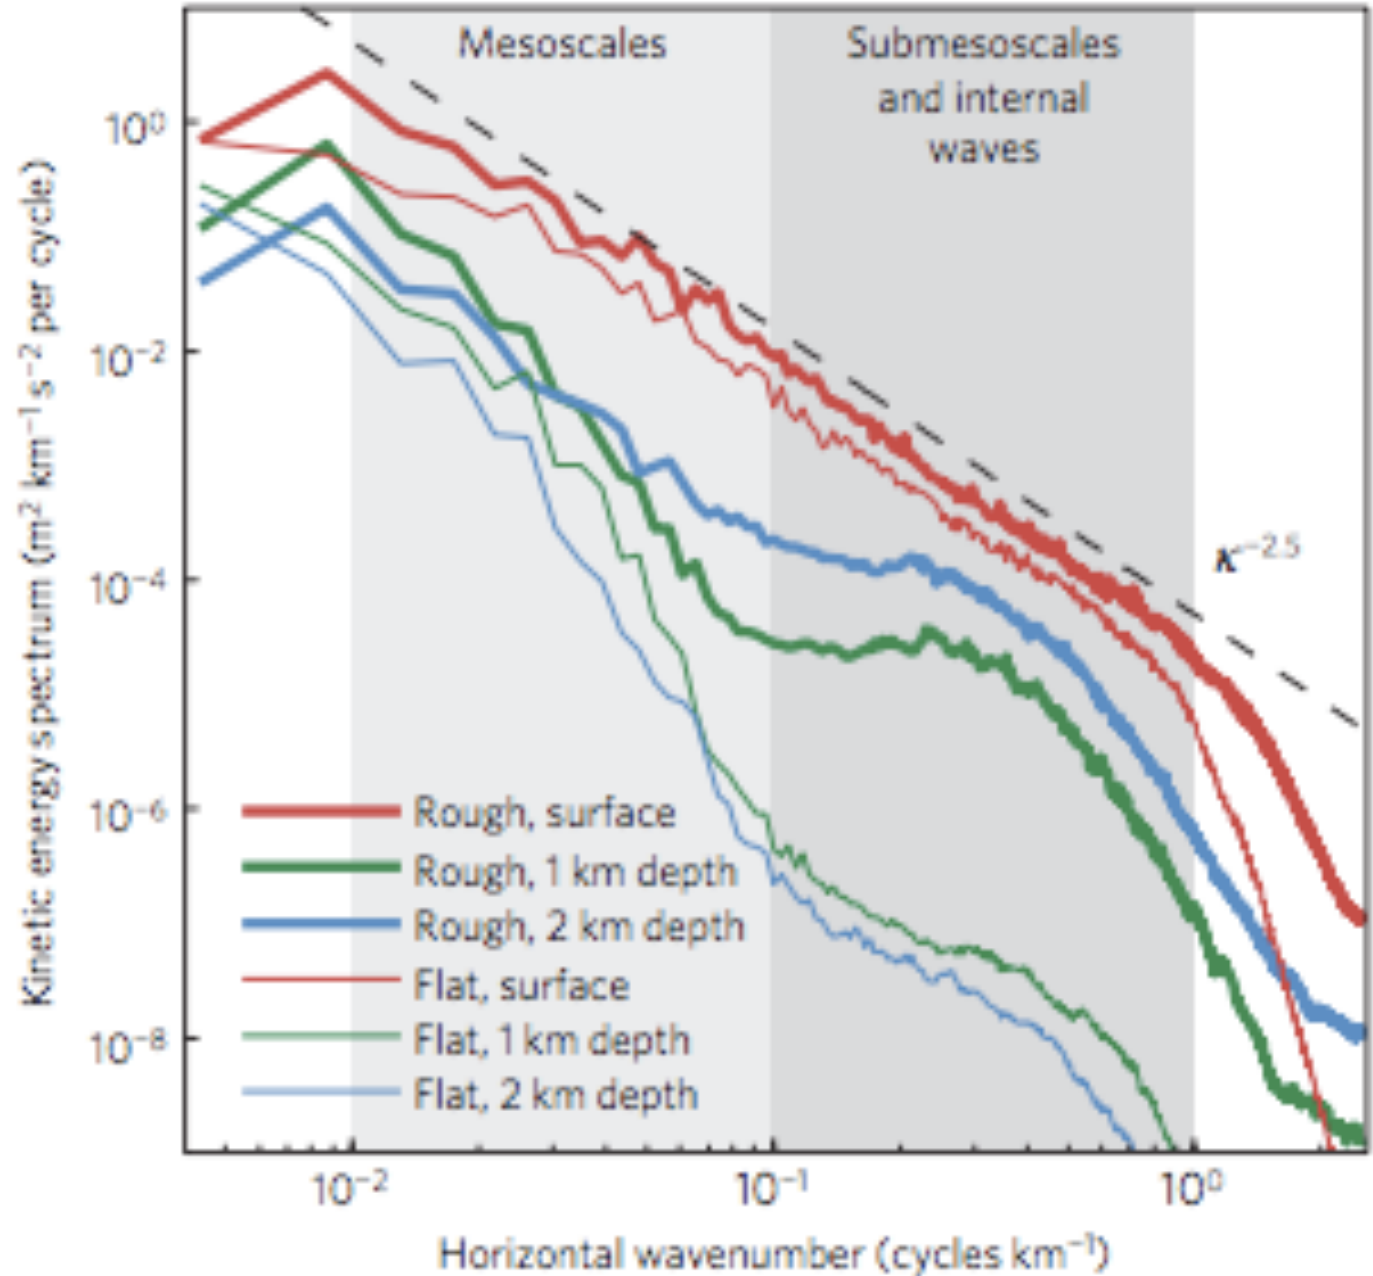 Mesoscales
Submesoscales
and internal
waves
Kinetic energy spectrum (m² km⁻¹ s⁻² per cycle)
10⁰
10⁻²
10⁻⁴
10⁻⁶
10⁻⁸
κ⁻²·⁵
Rough, surface
Rough, 1 km depth
Rough, 2 km depth
Flat, surface
Flat, 1 km depth
Flat, 2 km depth
10⁻²
10⁻¹
10⁰
Horizontal wavenumber (cycles km⁻¹)